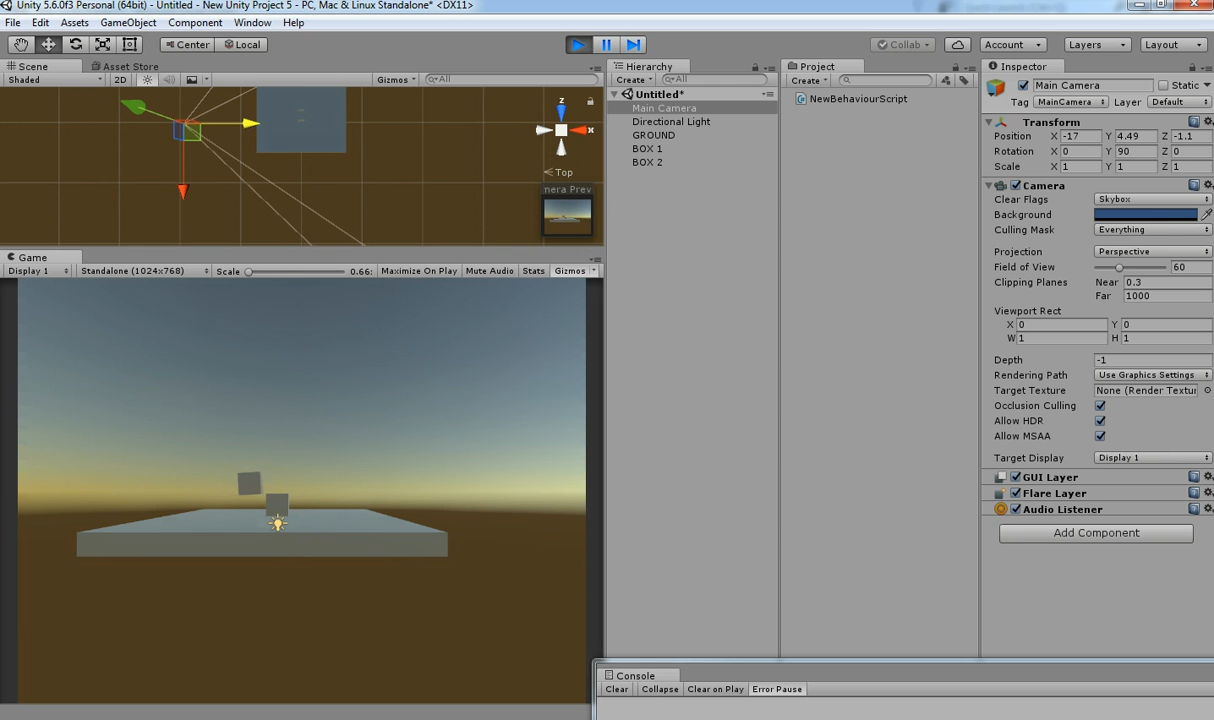 Unity 5.6.0f3 Personal (64bit) - Untitled - New Unity Project 5 - PC, Mac & Linux Standalone* <DX11>
File Edit Assets GameObject Component Window Help
Center Local Collab Account Layers Layout
Scene Asset Store
Shaded 2D Gizmos All
z
x
Top
mera Prev
Game
Display 1 Standalone (1024x768) Scale 0.66: Maximize On Play Mute Audio Stats Gizmos
Hierarchy
Create All
Untitled*
Main Camera
Directional Light
GROUND
BOX 1
BOX 2
Project
Create
NewBehaviourScript
Inspector
Main Camera Static
Tag MainCamera Layer Default
Transform
Position X -17 Y 4.49 Z -1.1
Rotation X 0 Y 90 Z 0
Scale X 1 Y 1 Z 1
Camera
Clear Flags Skybox
Background
Culling Mask Everything
Projection Perspective
Field of View 60
Clipping Planes Near 0.3
Far 1000
Viewport Rect
X 0 Y 0
W 1 H 1
Depth -1
Rendering Path Use Graphics Settings
Target Texture None (Render Textur
Occlusion Culling
Allow HDR
Allow MSAA
Target Display Display 1
GUI Layer
Flare Layer
Audio Listener
Add Component
Console
Clear Collapse Clear on Play Error Pause